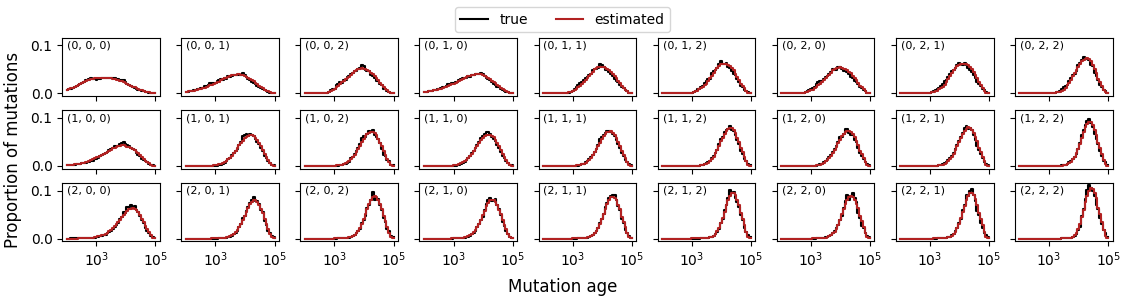 true estimated
Proportion of mutations
0.1 (0, 0, 0) (0, 0, 1) (0, 0, 2) (0, 1, 0) (0, 1, 1) (0, 1, 2) (0, 2, 0) (0, 2, 1) (0, 2, 2)
0.0
0.1 (1, 0, 0) (1, 0, 1) (1, 0, 2) (1, 1, 0) (1, 1, 1) (1, 1, 2) (1, 2, 0) (1, 2, 1) (1, 2, 2)
0.0
0.1 (2, 0, 0) (2, 0, 1) (2, 0, 2) (2, 1, 0) (2, 1, 1) (2, 1, 2) (2, 2, 0) (2, 2, 1) (2, 2, 2)
0.0
10³ 10⁵ 10³ 10⁵ 10³ 10⁵ 10³ 10⁵ 10³ 10⁵ 10³ 10⁵ 10³ 10⁵ 10³ 10⁵ 10³ 10⁵
Mutation age